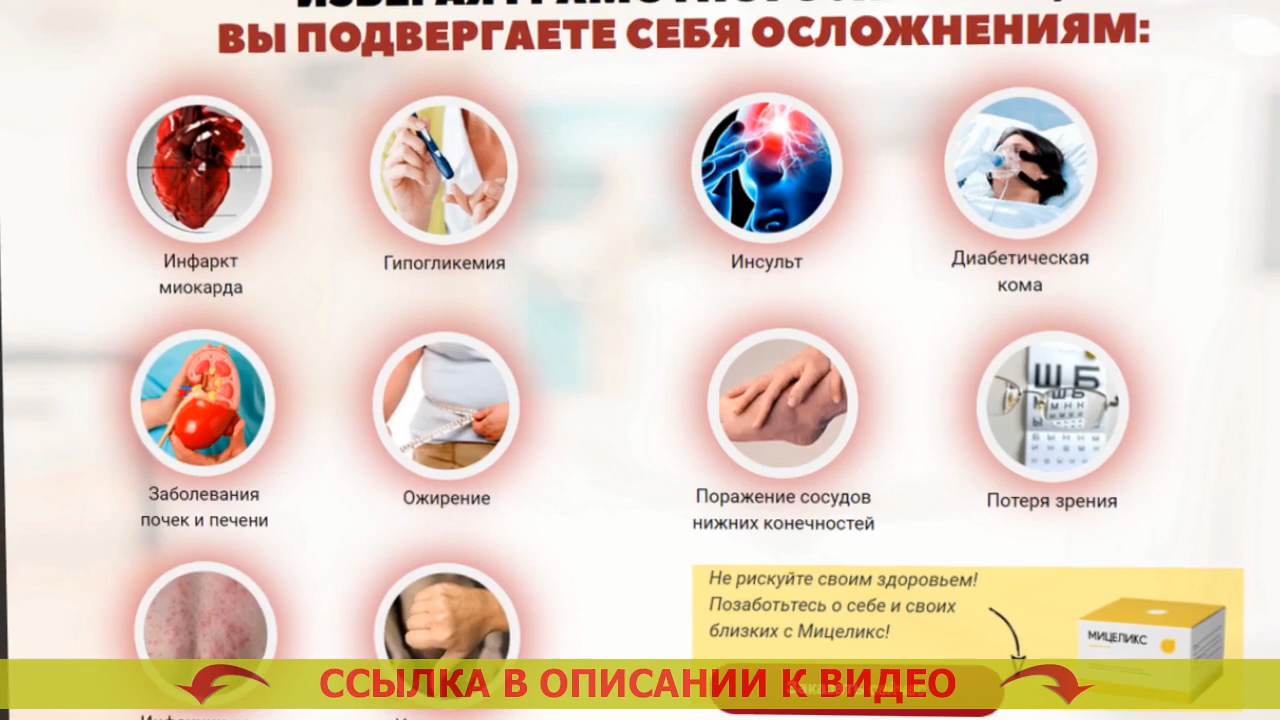 ВЫ ПОДВЕРГАЕТЕ СЕБЯ ОСЛОЖНЕНИЯМ:
Инфаркт
миокарда
Гипогликемия
Инсульт
Диабетическая
кома
Заболевания
почек и печени
Ожирение
Поражение сосудов
нижних конечностей
Потеря зрения
Ш Б
Не рискуйте своим здоровьем!
Позаботьтесь о себе и своих
близких с Мицеликс!
МИЦЕЛИКС
ССЫЛКА В ОПИСАНИИ К ВИДЕО